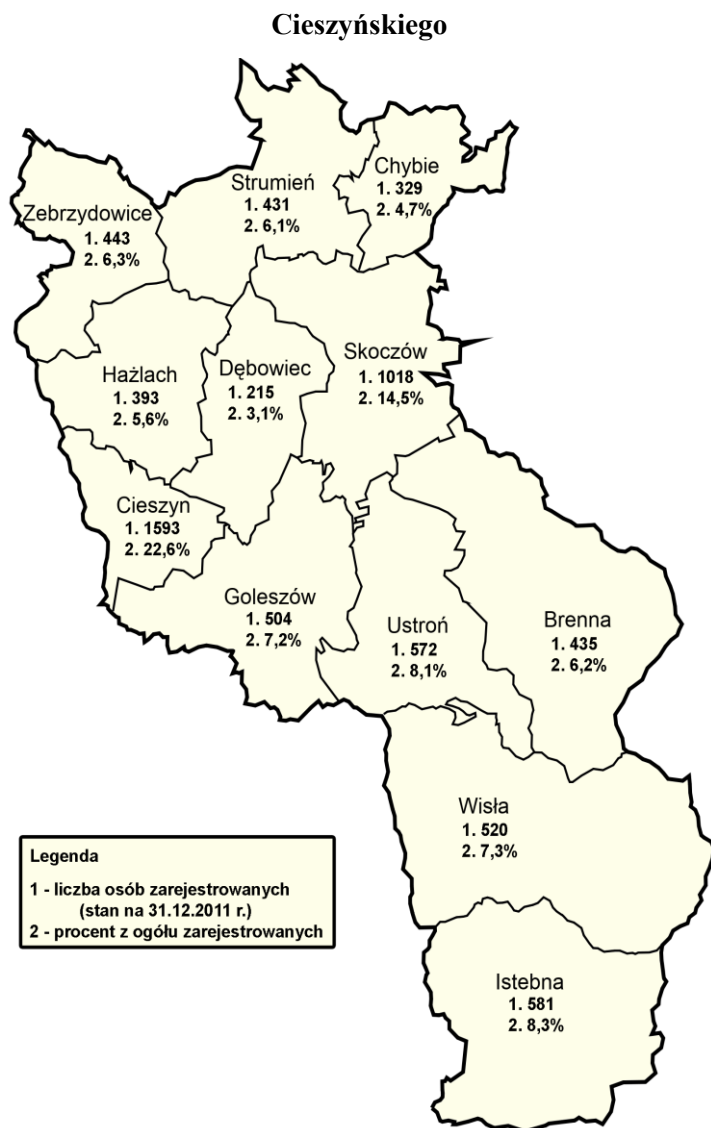 Cieszyńskiego
Chybie
1. 329
2. 4,7%
Strumień
1. 431
2. 6,1%
Zebrzydowice
1. 443
2. 6,3%
Skoczów
1. 1018
2. 14,5%
Dębowiec
1. 215
2. 3,1%
Hażlach
1. 393
2. 5,6%
Cieszyn
1. 1593
2. 22,6%
Goleszów
1. 504
2. 7,2%
Ustroń
1. 572
2. 8,1%
Brenna
1. 435
2. 6,2%
Wisła
1. 520
2. 7,3%
Legenda
1 - liczba osób zarejestrowanych
(stan na 31.12.2011 r.)
2 - procent z ogółu zarejestrowanych
Istebna
1. 581
2. 8,3%